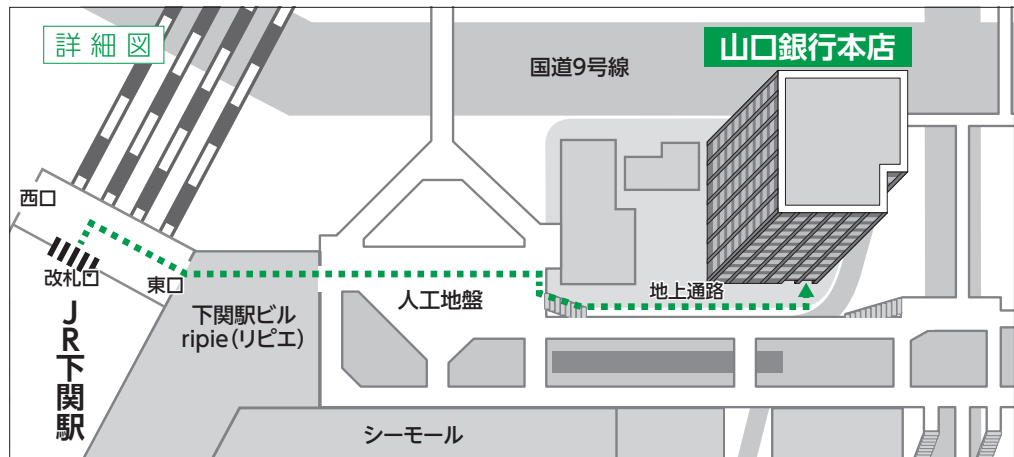 詳細図
国道9号線
山口銀行本店
西口
改札口
東口
JR下関駅
下関駅ビル
ripie(リピエ)
人工地盤
地上通路
シーモール